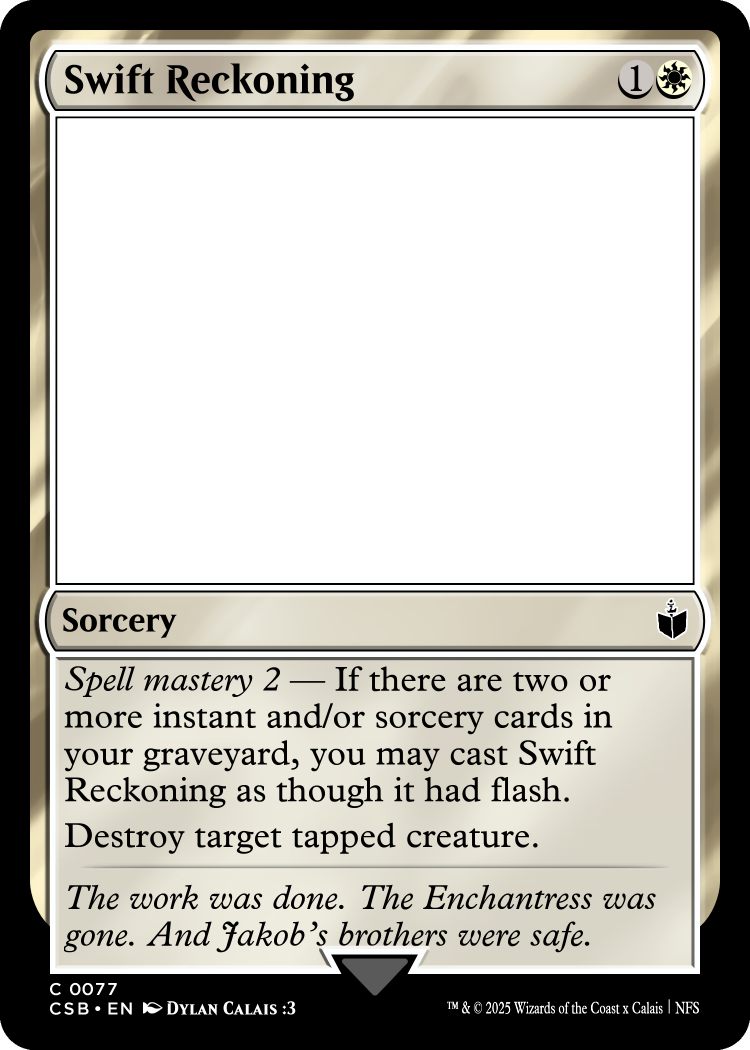 Swift Reckoning 1
Sorcery
Spell mastery 2 — If there are two or
more instant and/or sorcery cards in
your graveyard, you may cast Swift
Reckoning as though it had flash.
Destroy target tapped creature.
The work was done. The Enchantress was
gone. And Jakob's brothers were safe.
C 0077
CSB • EN Dylan Calais :3
™ & © 2025 Wizards of the Coast x Calais | NFS